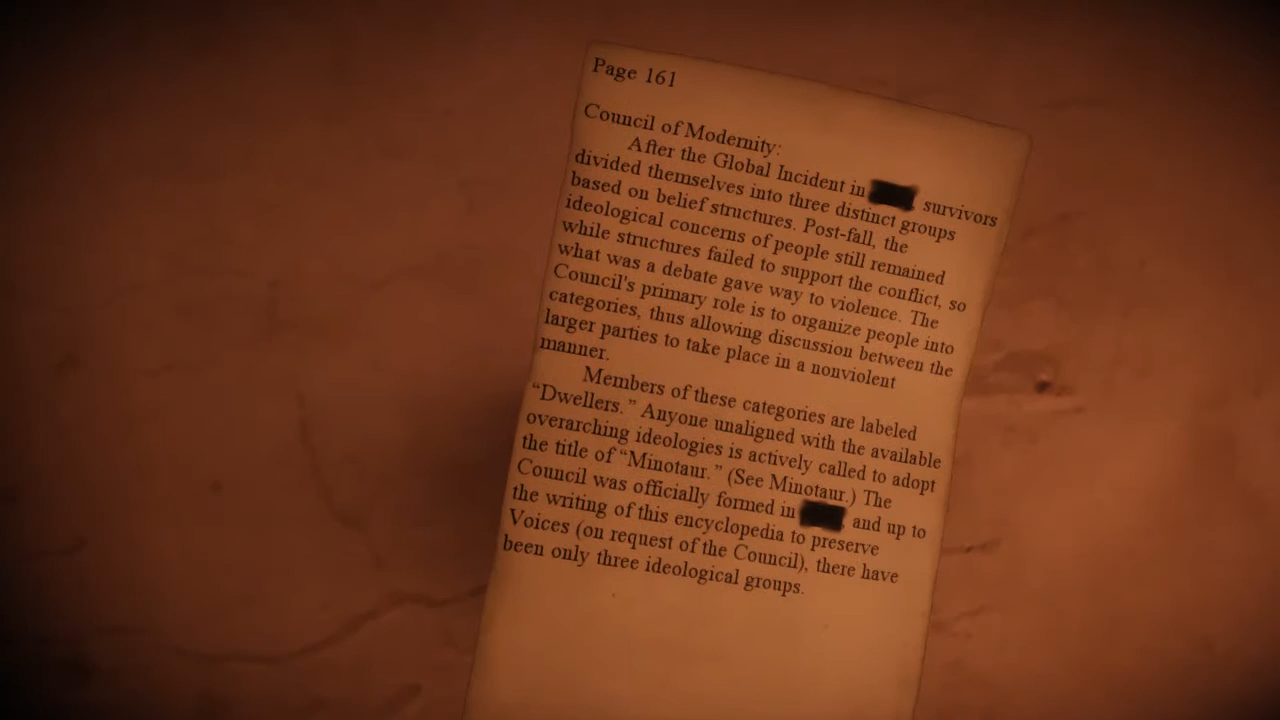 Page 161
Council of Modernity:
After the Global Incident in survivors
divided themselves into three distinct groups
based on belief structures. Post-fall, the
ideological concerns of people still remained
while structures failed to support the conflict, so
what was a debate gave way to violence. The
Council's primary role is to organize people into
categories, thus allowing discussion between the
larger parties to take place in a nonviolent
manner.
Members of these categories are labeled
“Dwellers.” Anyone unaligned with the available
overarching ideologies is actively called to adopt
the title of “Minotaur.” (See Minotaur.) The
Council was officially formed in and up to
the writing of this encyclopedia to preserve
Voices (on request of the Council), there have
been only three ideological groups.